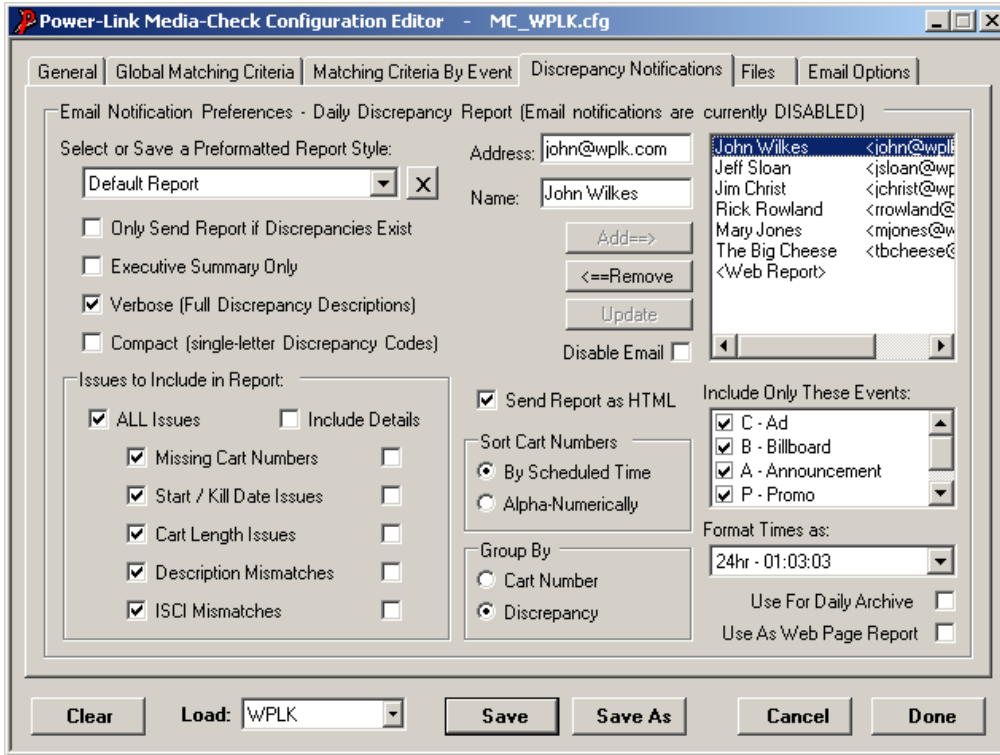 Power-Link Media-Check Configuration Editor - MC_WPLK.cfg
General
Global Matching Criteria
Matching Criteria By Event
Discrepancy Notifications
Files
Email Options
Email Notification Preferences - Daily Discrepancy Report (Email notifications are currently DISABLED)
Select or Save a Preformatted Report Style:
Default Report
X
Only Send Report if Discrepancies Exist
Executive Summary Only
Verbose (Full Discrepancy Descriptions)
Compact (single-letter Discrepancy Codes)
Address: john@wplk.com
Name: John Wilkes
Add==>
<==Remove
Update
Disable Email
John Wilkes <john@wpl
Jeff Sloan <jsloan@wp
Jim Christ <jchrist@wp
Rick Rowland <rrowland@
Mary Jones <mjones@w
The Big Cheese <tbcheese@
<Web Report>
Issues to Include in Report:
ALL Issues
Include Details
Missing Cart Numbers
Start / Kill Date Issues
Cart Length Issues
Description Mismatches
ISCI Mismatches
Send Report as HTML
Sort Cart Numbers
By Scheduled Time
Alpha-Numerically
Group By
Cart Number
Discrepancy
Include Only These Events:
C - Ad
B - Billboard
A - Announcement
P - Promo
Format Times as:
24hr - 01:03:03
Use For Daily Archive
Use As Web Page Report
Clear
Load: WPLK
Save
Save As
Cancel
Done